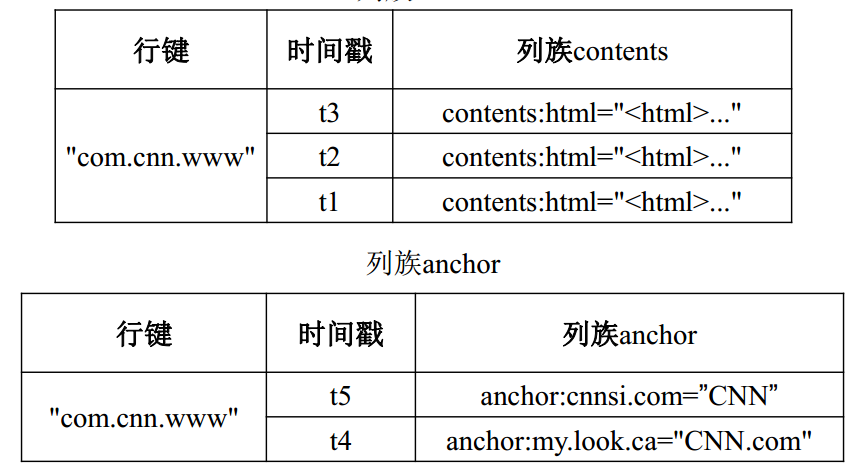 行键 时间戳 列族contents
t3 contents:html="<html>..."
"com.cnn.www" t2 contents:html="<html>..."
t1 contents:html="<html>..."
列族anchor
行键 时间戳 列族anchor
"com.cnn.www" t5 anchor:cnnsi.com=”CNN”
t4 anchor:my.look.ca="CNN.com"